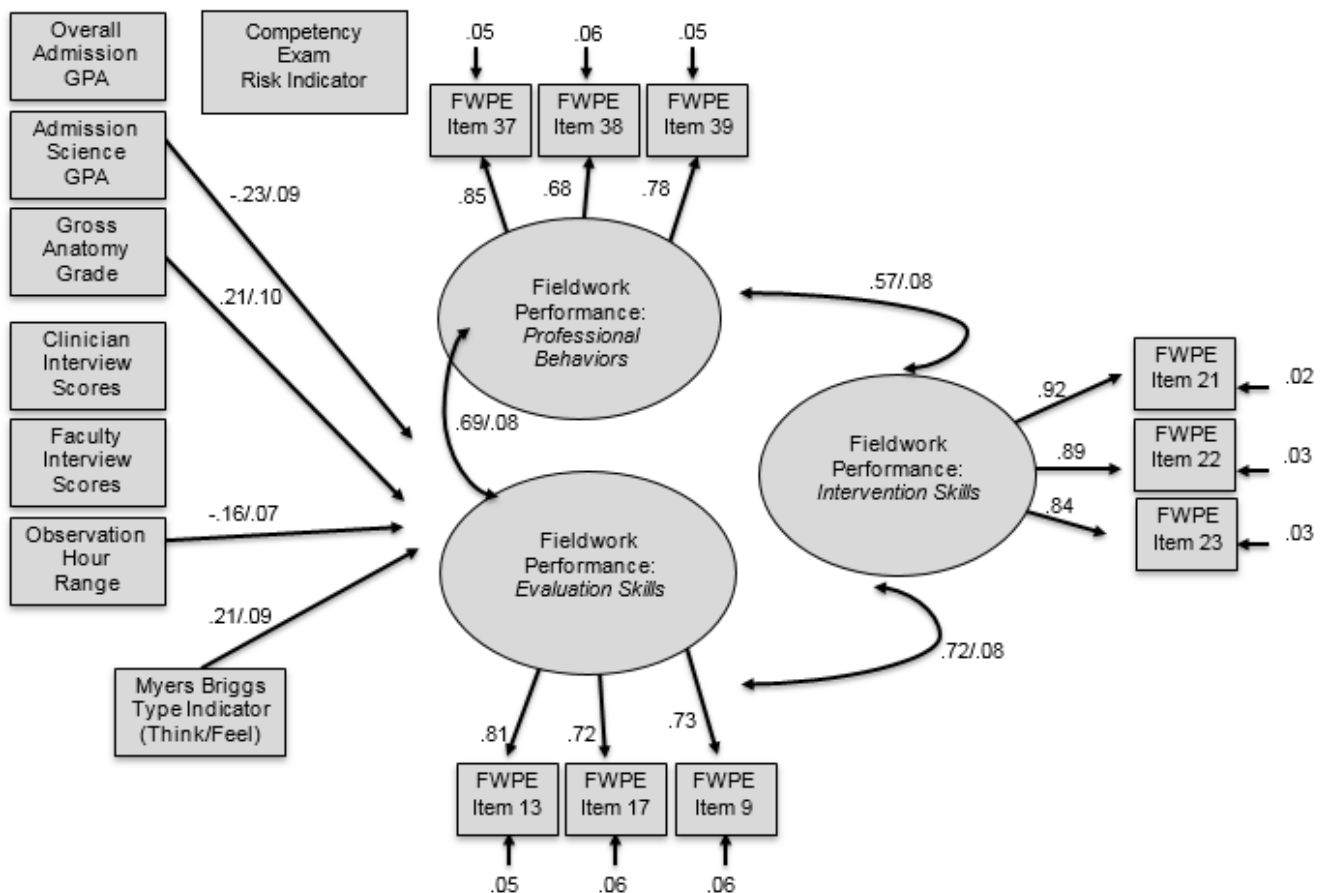 Overall
Admission
GPA
Competency
Exam
Risk Indicator
.05
.06
.05
FWPE
Item 37
FWPE
Item 38
FWPE
Item 39
Admission
Science
GPA
-.23/.09
.85
.68
.78
Gross
Anatomy
Grade
.21/.10
Fieldwork
Performance:
Professional
Behaviors
.57/.08
Clinician
Interview
Scores
FWPE
Item 21
.02
.92
.69/.08
Faculty
Interview
Scores
Fieldwork
Performance:
Intervention Skills
.89
FWPE
Item 22
.03
.84
FWPE
Item 23
.03
Observation
Hour
Range
-.16/.07
Fieldwork
Performance:
Evaluation Skills
.21/.09
.72/.08
Myers Briggs
Type Indicator
(Think/Feel)
.81
.72
.73
FWPE
Item 13
FWPE
Item 17
FWPE
Item 9
.05
.06
.06